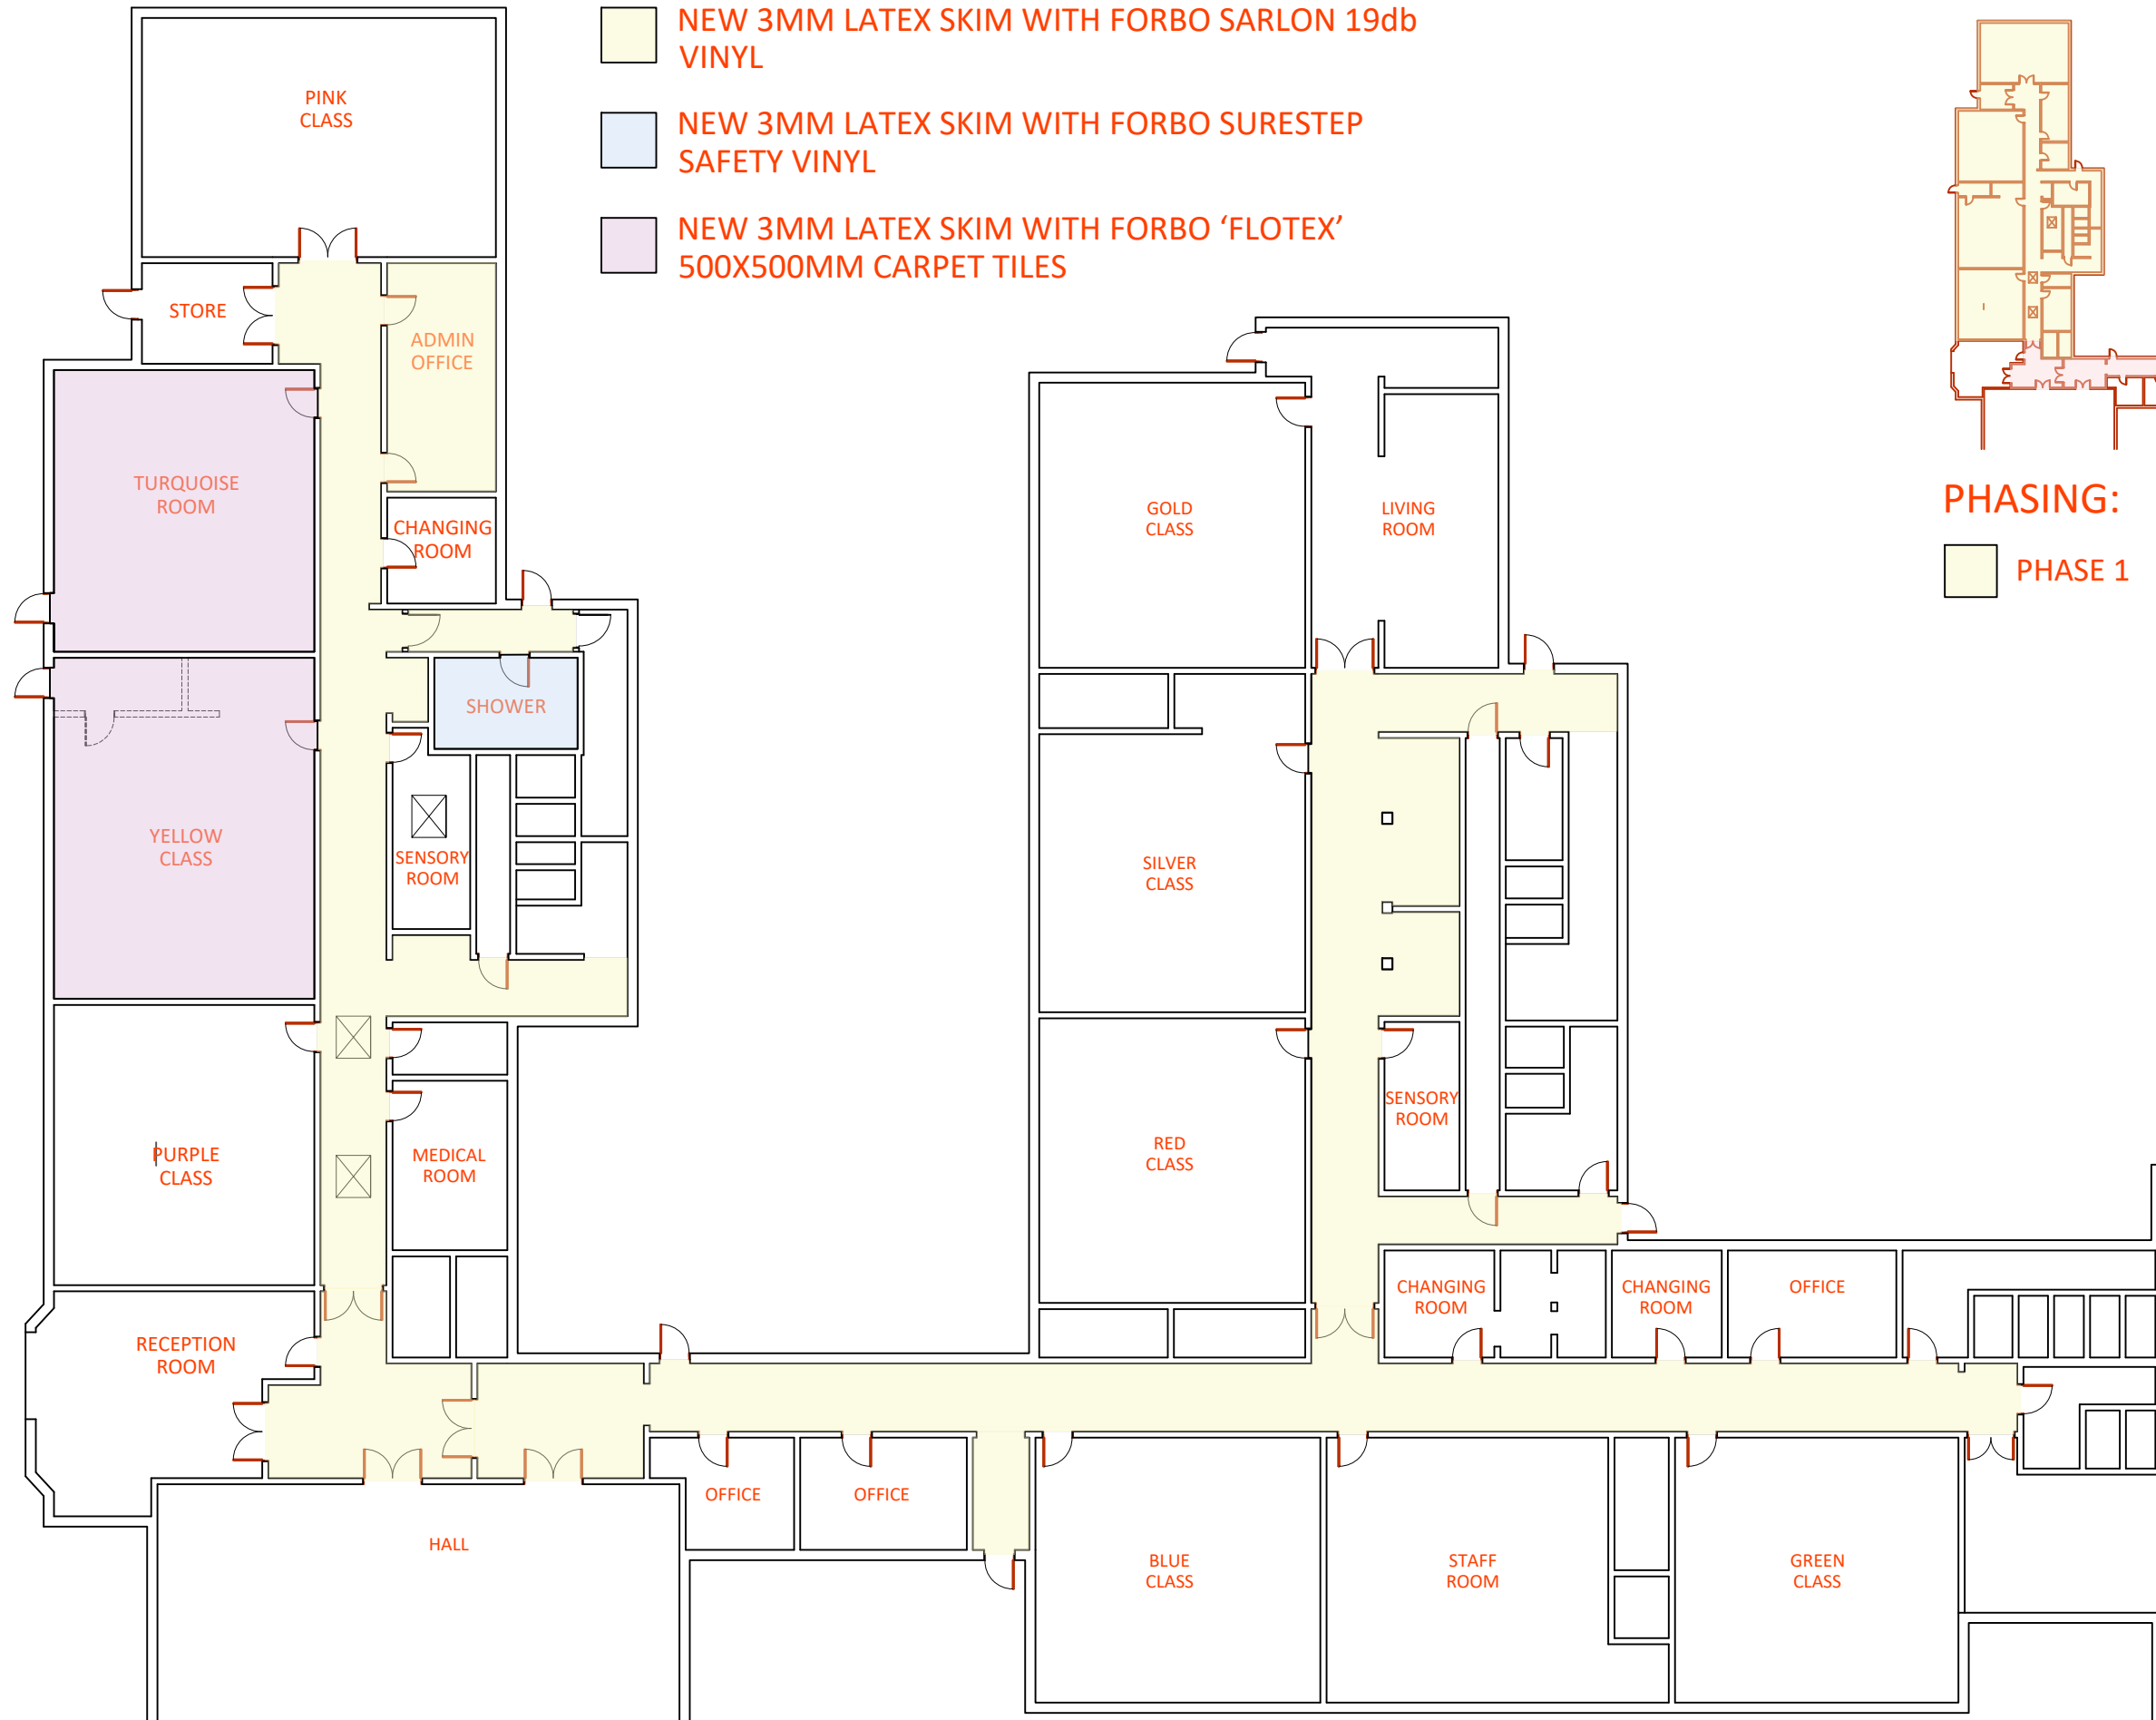 NEW 3MM LATEX SKIM WITH FORBO SARLON 19db
VINYL
NEW 3MM LATEX SKIM WITH FORBO SURESTEP
SAFETY VINYL
NEW 3MM LATEX SKIM WITH FORBO ‘FLOTEX’
500X500MM CARPET TILES
PINK
CLASS
STORE
ADMIN
OFFICE
TURQUOISE
ROOM
CHANGING
ROOM
SHOWER
YELLOW
CLASS
SENSORY
ROOM
PURPLE
CLASS
MEDICAL
ROOM
RECEPTION
ROOM
HALL
OFFICE
OFFICE
GOLD
CLASS
LIVING
ROOM
SILVER
CLASS
RED
CLASS
SENSORY
ROOM
CHANGING
ROOM
CHANGING
ROOM
OFFICE
BLUE
CLASS
STAFF
ROOM
GREEN
CLASS
PHASING:
PHASE 1